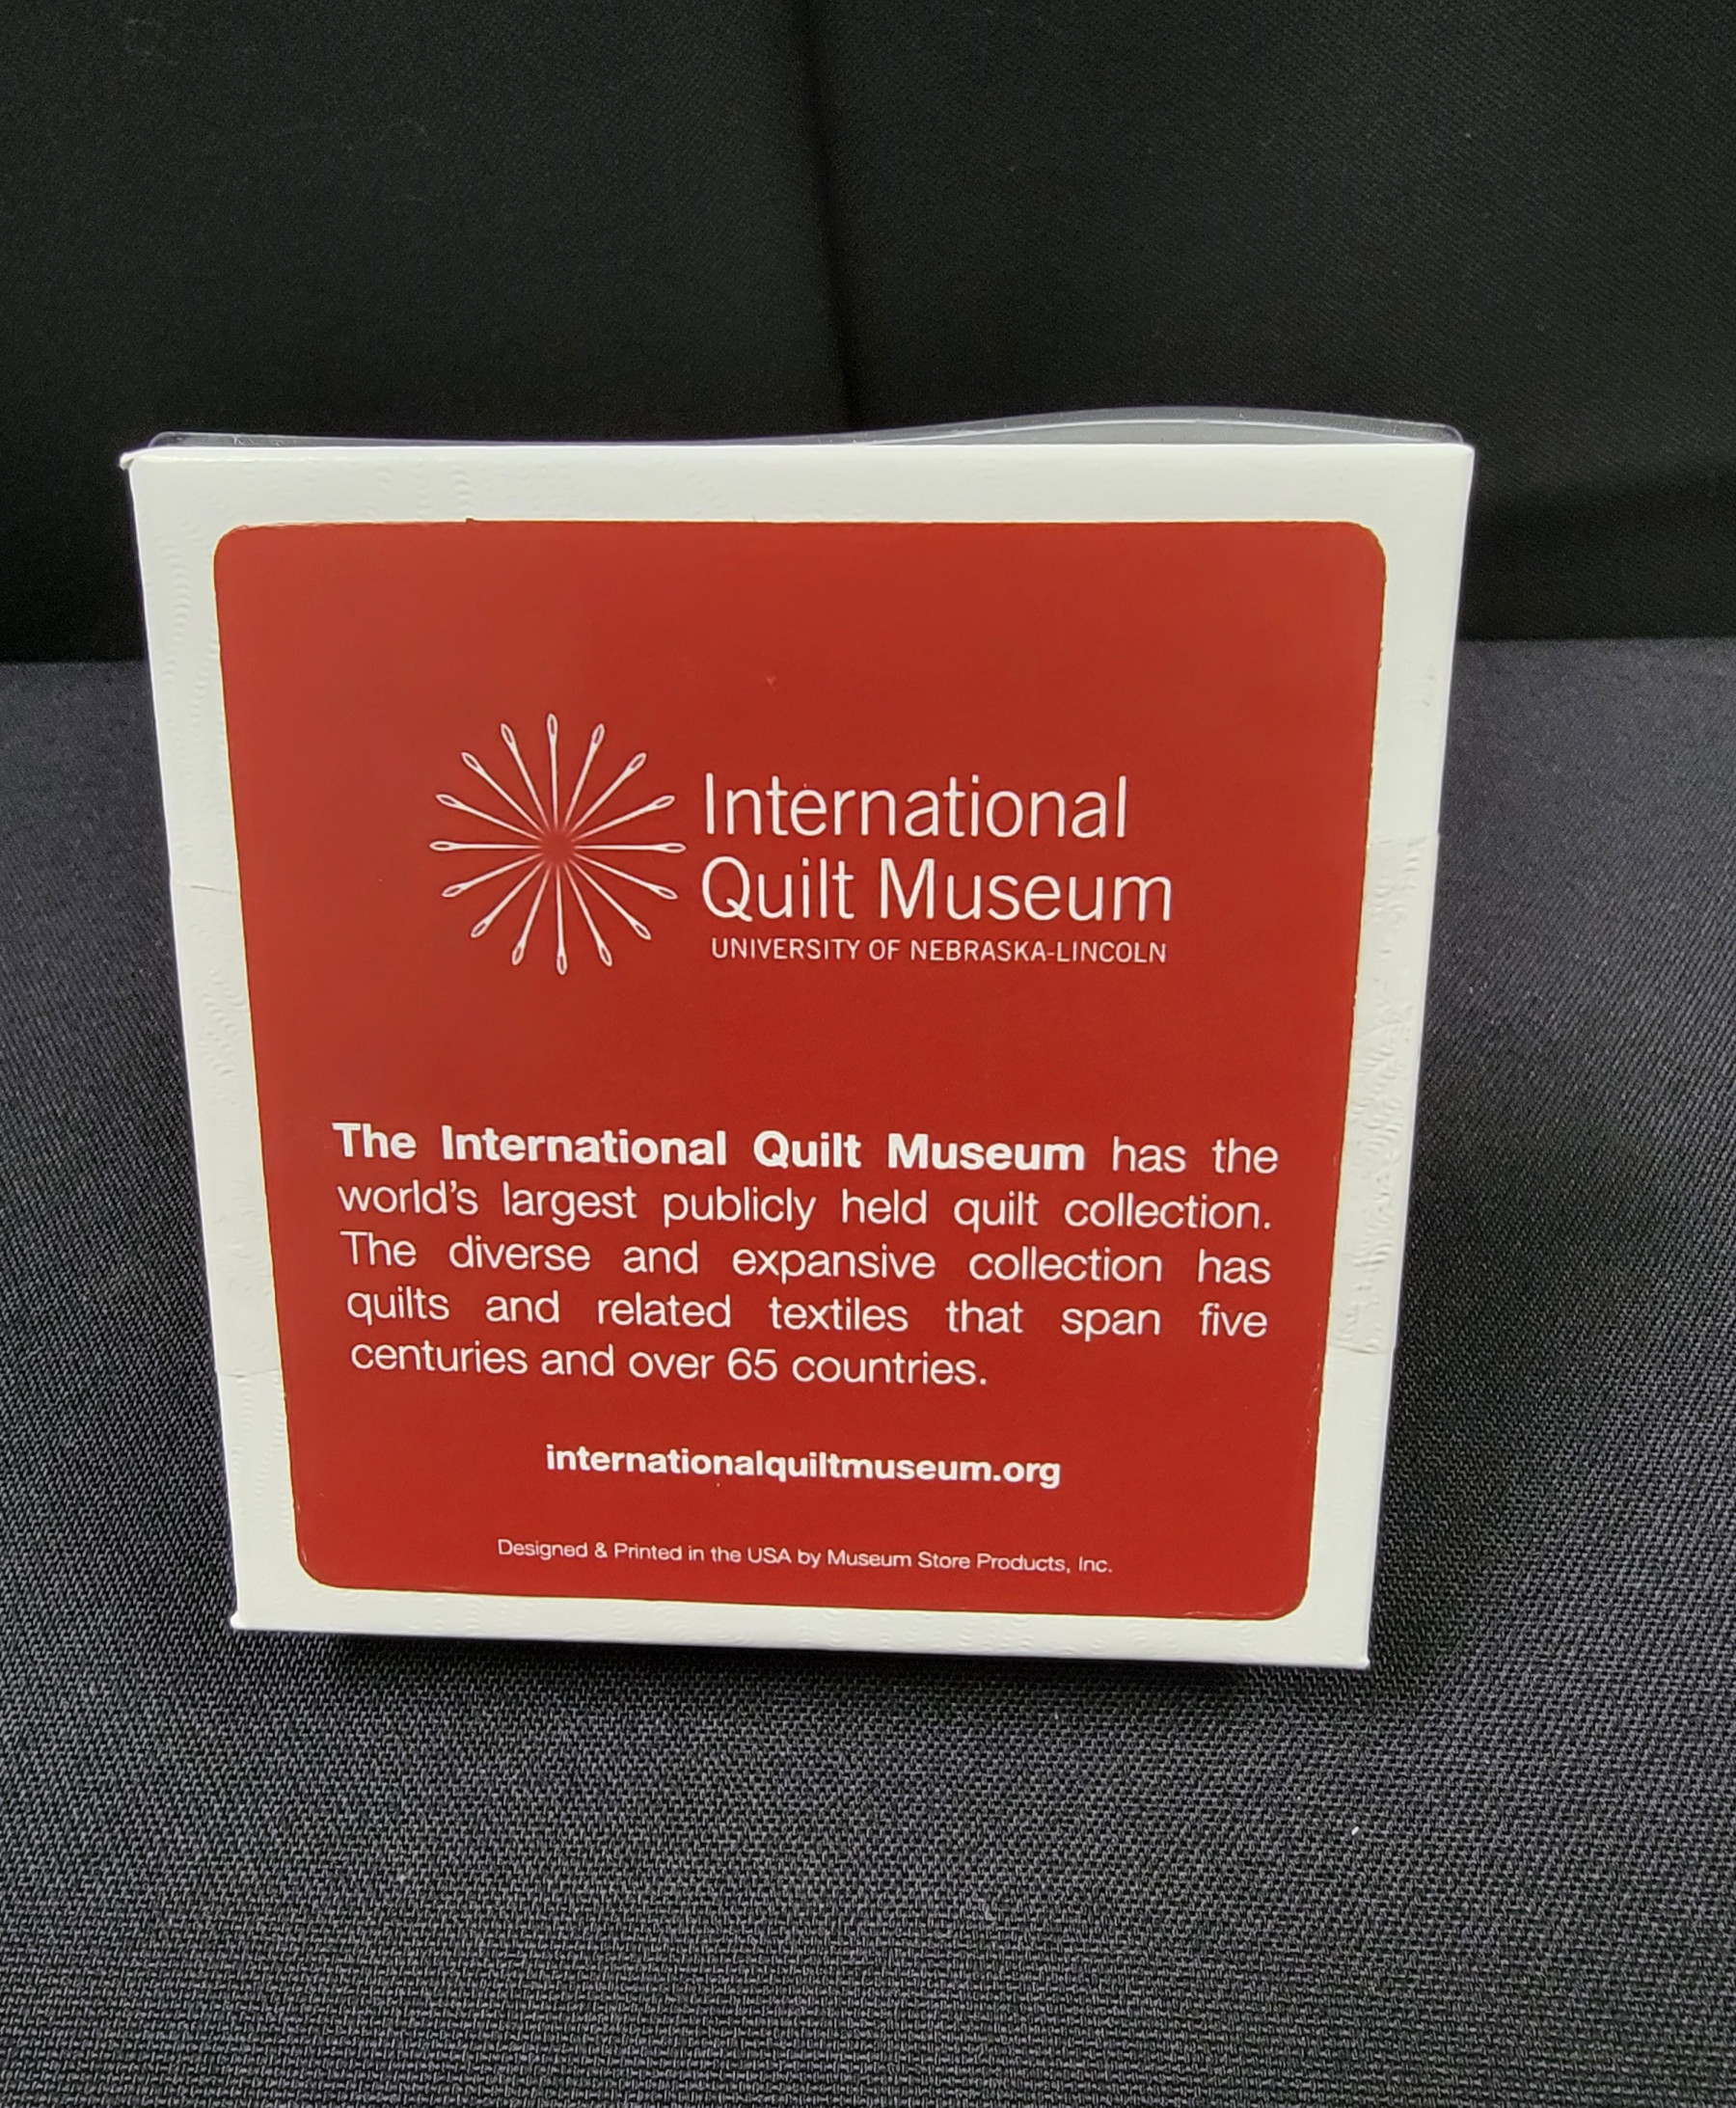 International
Quilt Museum
UNIVERSITY OF NEBRASKA-LINCOLN
The International Quilt Museum has the
world's largest publicly held quilt collection.
The diverse and expansive collection has
quilts and related textiles that span five
centuries and over 65 countries.
internationalquiltmuseum.org
Designed & Printed in the USA by Museum Store Products, Inc.